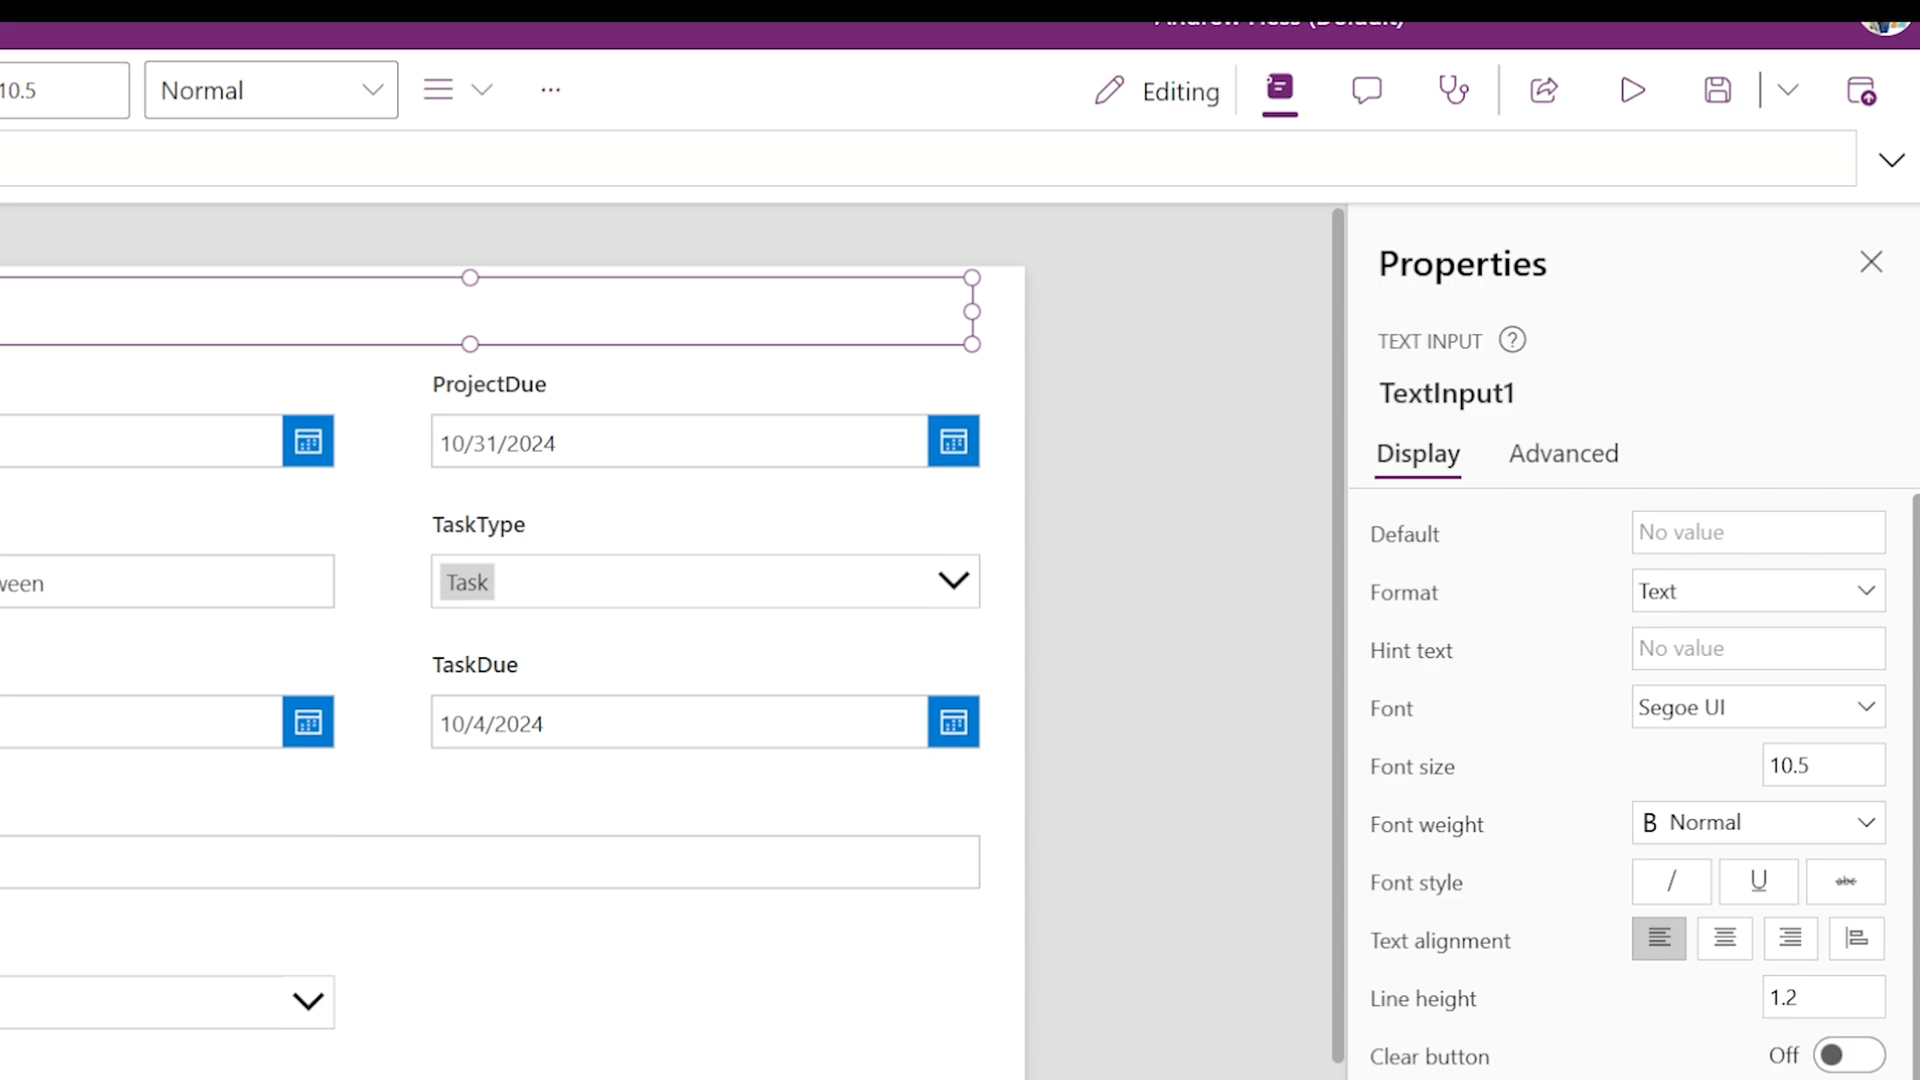 10.5 Normal ... Editing
Properties
TEXT INPUT ?
TextInput1
Display Advanced
ProjectDue
10/31/2024
TaskType
Task
TaskDue
10/4/2024
Default No value
Format Text
Hint text No value
Font Segoe UI
Font size 10.5
Font weight B Normal
Font style / U abc
Text alignment
Line height 1.2
Clear button Off